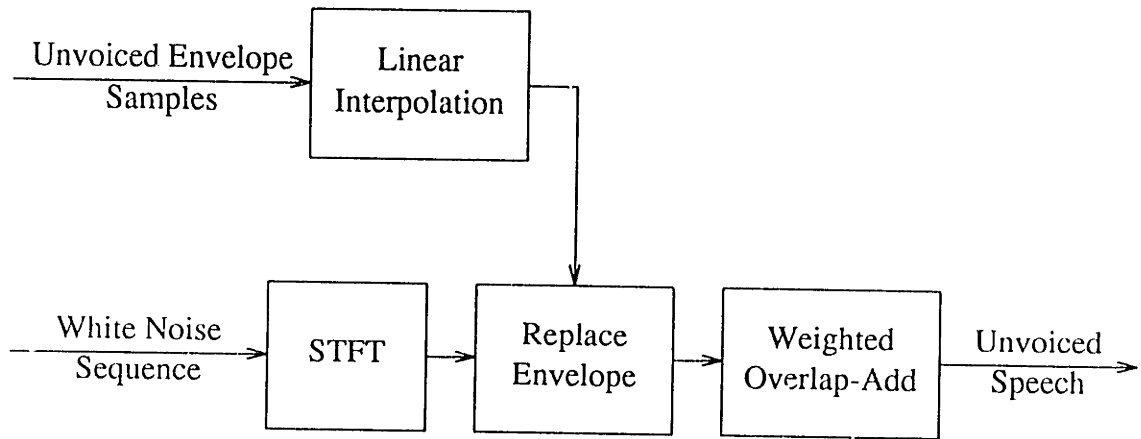 Unvoiced Envelope
Samples
Linear
Interpolation
White Noise
Sequence
STFT
Replace
Envelope
Weighted
Overlap-Add
Unvoiced
Speech